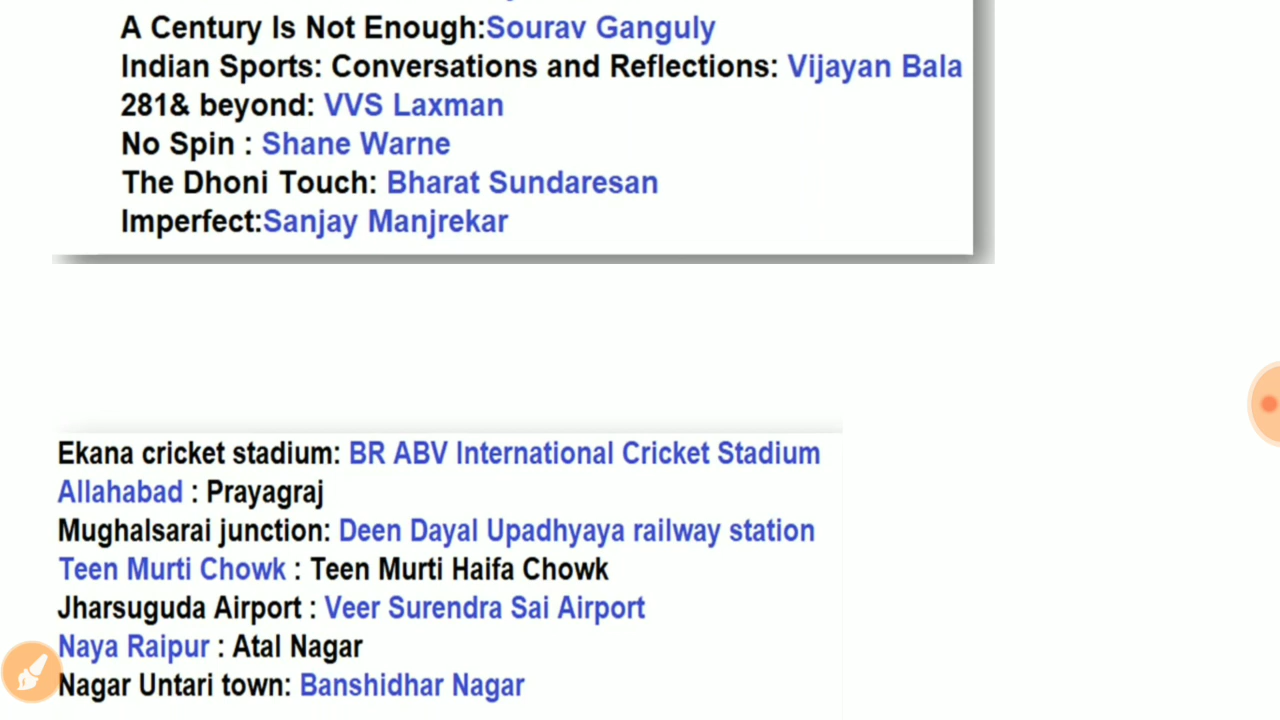 A Century Is Not Enough:Sourav Ganguly
Indian Sports: Conversations and Reflections: Vijayan Bala
281& beyond: VVS Laxman
No Spin : Shane Warne
The Dhoni Touch: Bharat Sundaresan
Imperfect:Sanjay Manjrekar
Ekana cricket stadium: BR ABV International Cricket Stadium
Allahabad : Prayagraj
Mughalsarai junction: Deen Dayal Upadhyaya railway station
Teen Murti Chowk : Teen Murti Haifa Chowk
Jharsuguda Airport : Veer Surendra Sai Airport
Naya Raipur : Atal Nagar
Nagar Untari town: Banshidhar Nagar